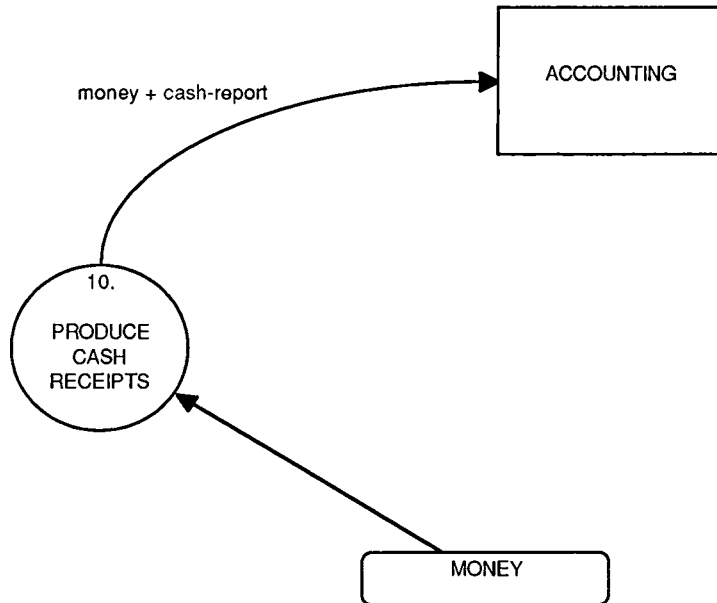 ACCOUNTING
money + cash-report
10.
PRODUCE
CASH
RECEIPTS
MONEY